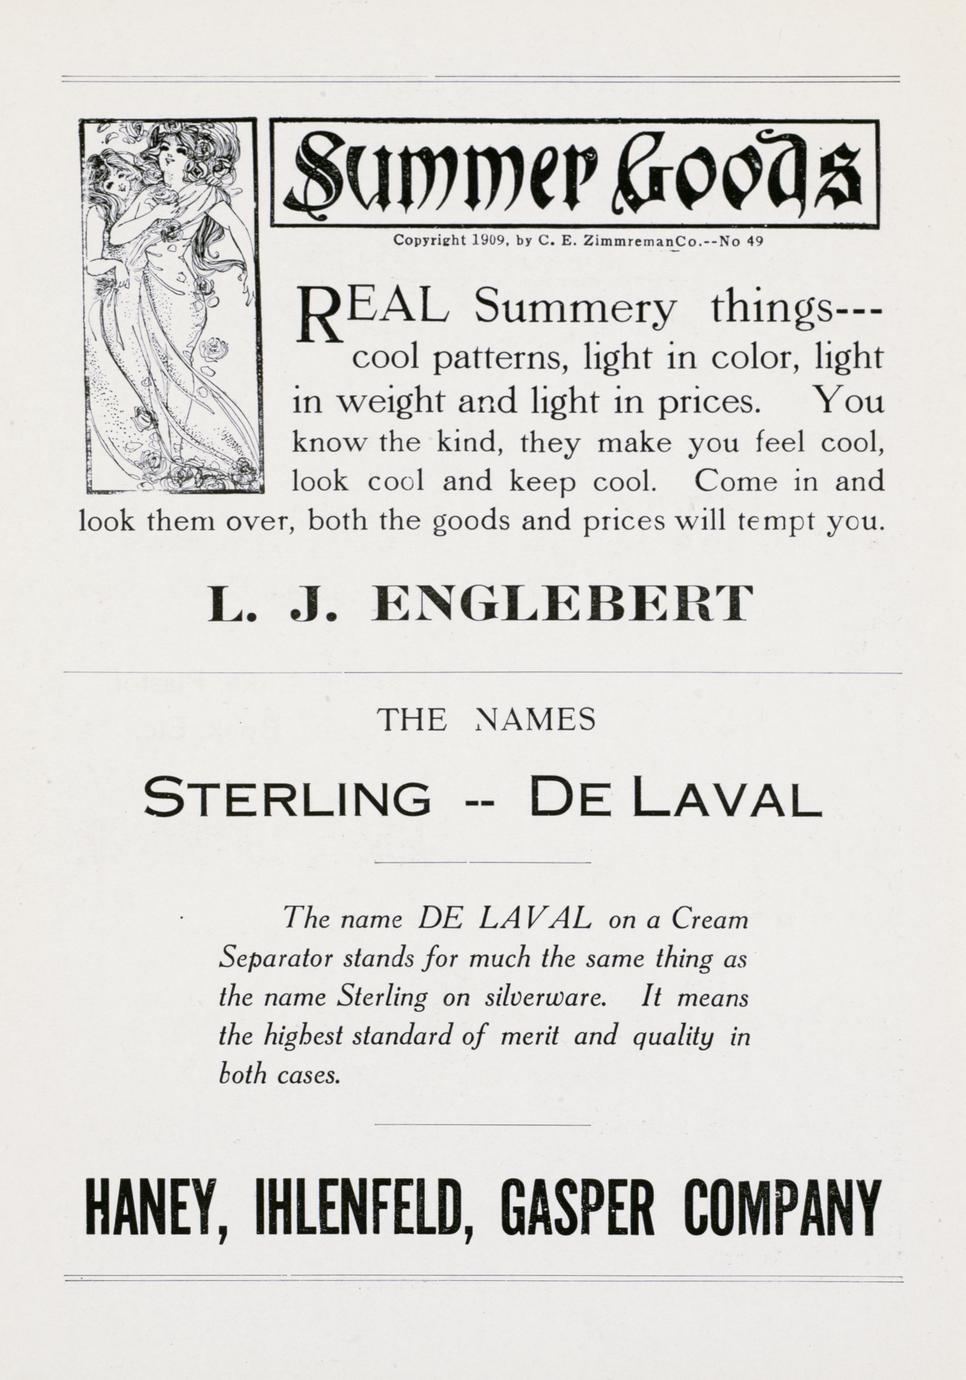 Summer Goods
Copyright 1909, by C. E. ZimmremanCo.--No 49
REAL Summery things---
cool patterns, light in color, light
in weight and light in prices. You
know the kind, they make you feel cool,
look cool and keep cool. Come in and
look them over, both the goods and prices will tempt you.
L. J. ENGLEBERT
THE NAMES
STERLING -- DE LAVAL
The name DE LAVAL on a Cream
Separator stands for much the same thing as
the name Sterling on silverware. It means
the highest standard of merit and quality in
both cases.
HANEY, IHLENFELD, GASPER COMPANY